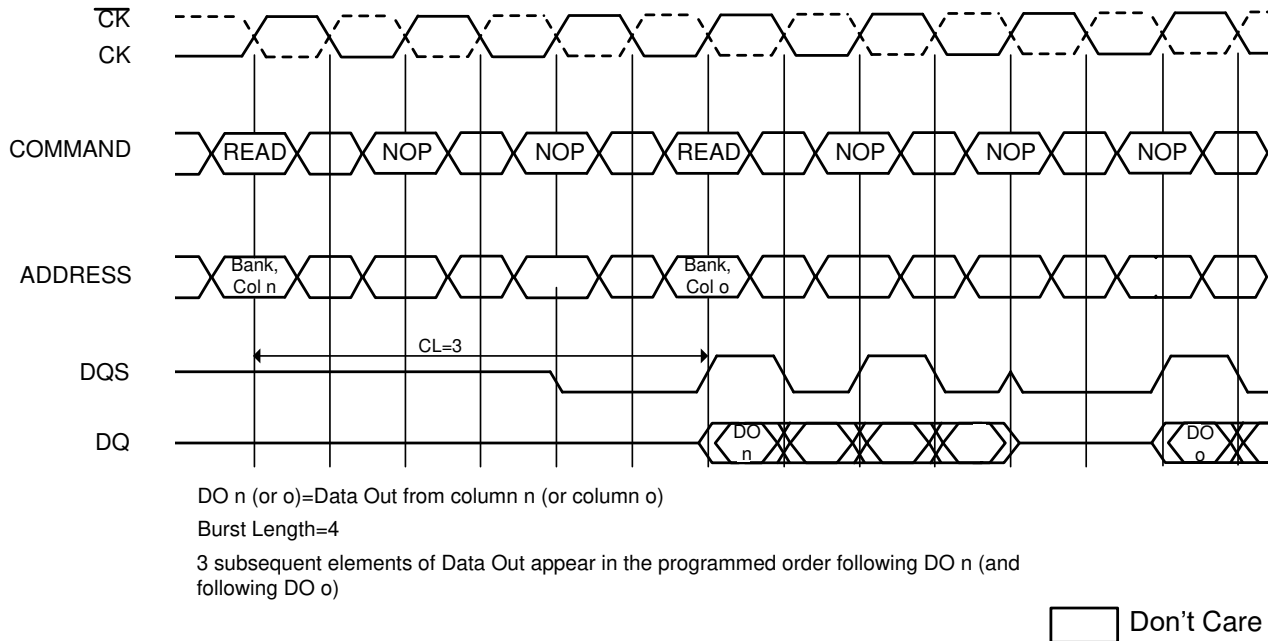 CK
CK
COMMAND
READ NOP NOP READ NOP NOP NOP
ADDRESS
Bank,
Col n
Bank,
Col o
CL=3
DQS
DQ
DO
n
DO
o
DO n (or o)=Data Out from column n (or column o)
Burst Length=4
3 subsequent elements of Data Out appear in the programmed order following DO n (and
following DO o)
Don't Care